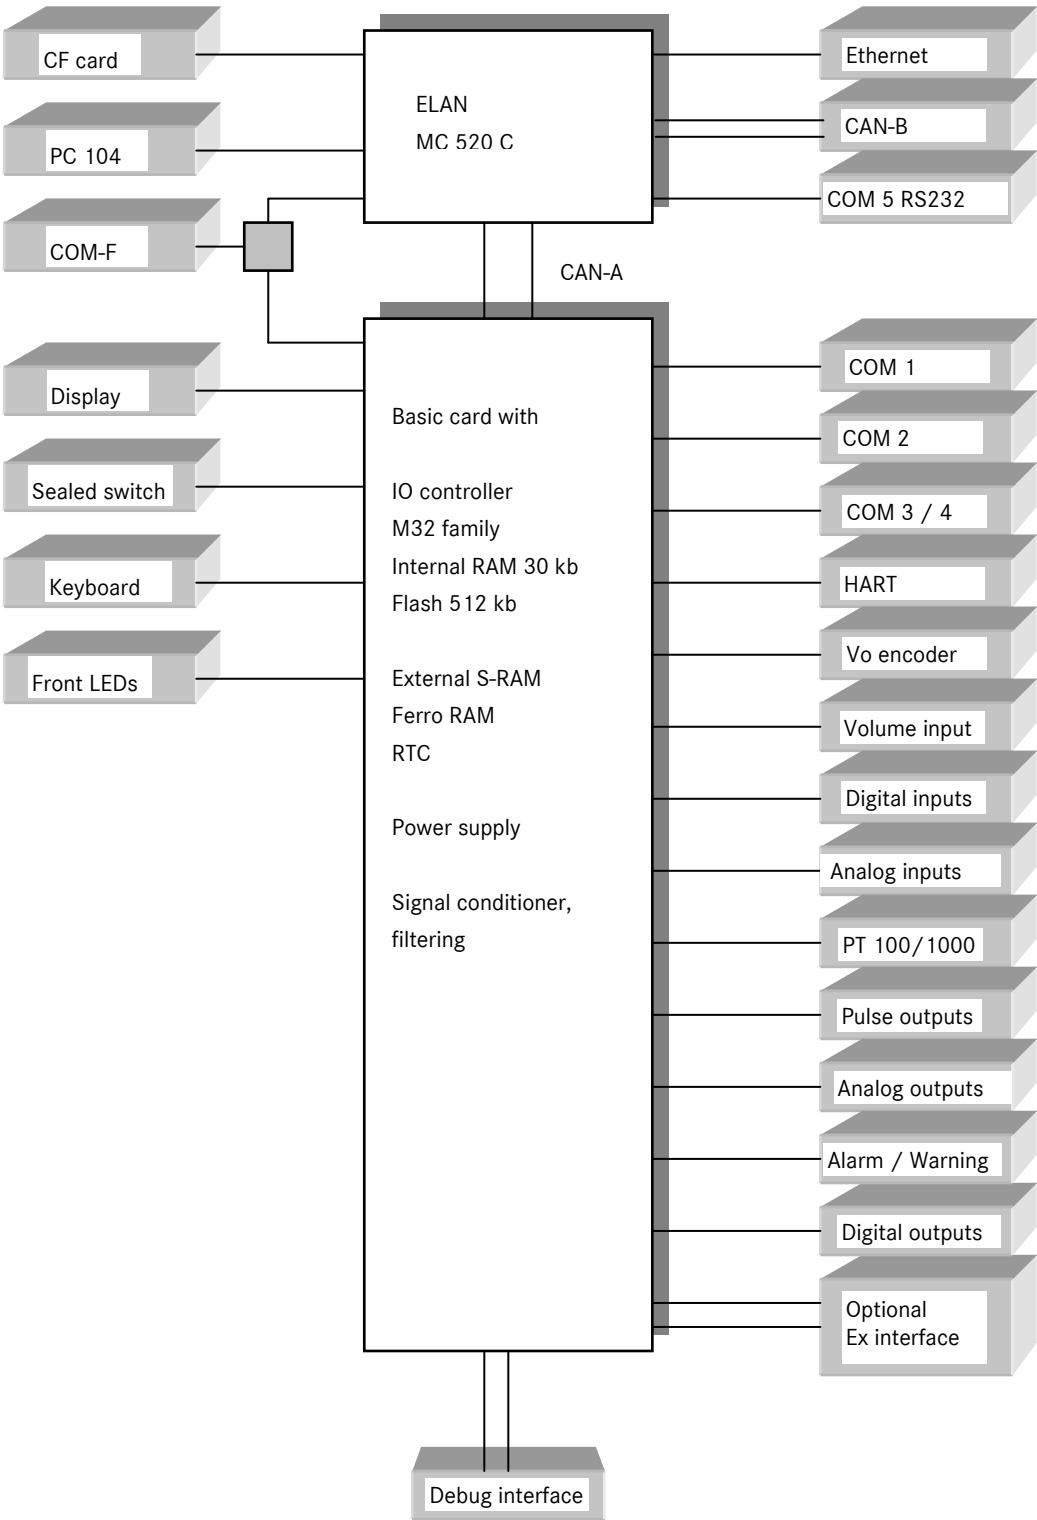 CF card
PC 104
COM-F
ELAN
MC 520 C
Ethernet
CAN-B
COM 5 RS232
CAN-A
Display
Sealed switch
Keyboard
Front LEDs
Basic card with
IO controller
M32 family
Internal RAM 30 kb
Flash 512 kb
External S-RAM
Ferro RAM
RTC
Power supply
Signal conditioner,
filtering
COM 1
COM 2
COM 3 / 4
HART
Vo encoder
Volume input
Digital inputs
Analog inputs
PT 100/1000
Pulse outputs
Analog outputs
Alarm / Warning
Digital outputs
Optional
Ex interface
Debug interface